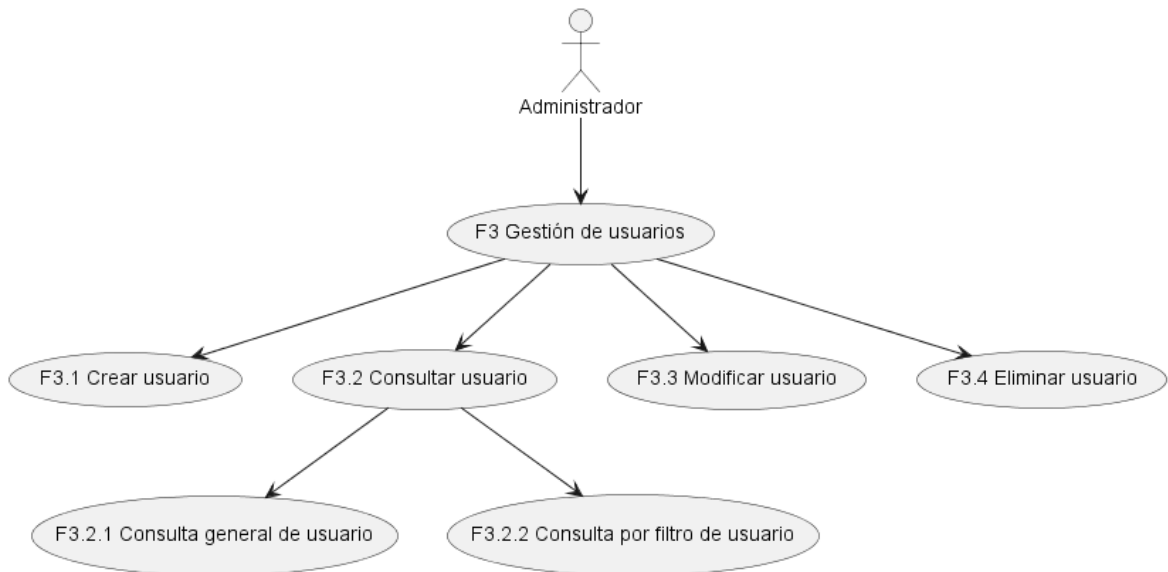 Administrador
F3 Gestión de usuarios
F3.1 Crear usuario
F3.2 Consultar usuario
F3.3 Modificar usuario
F3.4 Eliminar usuario
F3.2.1 Consulta general de usuario
F3.2.2 Consulta por filtro de usuario